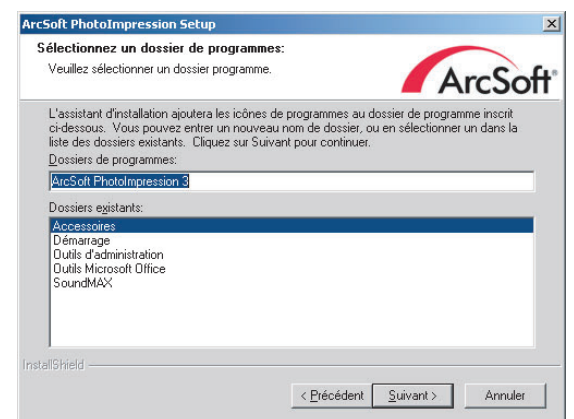 ArcSoft PhotoImpression Setup
Sélectionnez un dossier de programmes:
Veuillez sélectionner un dossier programme.
ArcSoft®
L'assistant d'installation ajoutera les icônes de programmes au dossier de programme inscrit
ci-dessous. Vous pouvez entrer un nouveau nom de dossier, ou en sélectionner un dans la
liste des dossiers existants. Cliquez sur Suivant pour continuer.
Dossiers de programmes:
ArcSoft PhotoImpression 3
Dossiers existants:
Accessoires
Démarrage
Outils d'administration
Outils Microsoft Office
SoundMAX
InstallShield
< Précédent
Suivant >
Annuler